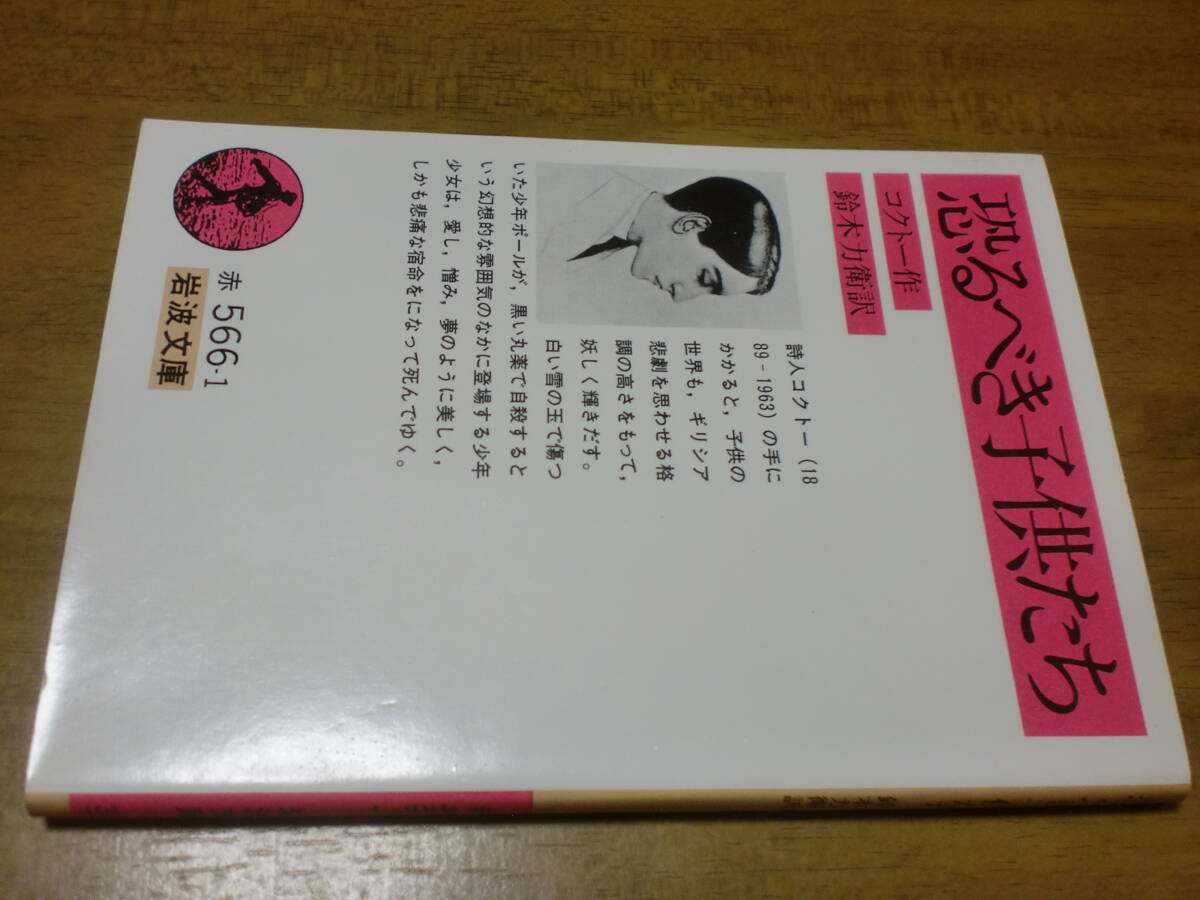 恐るべき子供たち
コクトー作
鈴木力衛訳
詩人コクトー(18
89-1963)の手に
かかると,子供の
世界も,ギリシア
悲劇を思わせる格
調の高さをもって,
妖しく輝きだす。
白い雪の玉で傷つ
いた少年ポールが,黒い丸薬で自殺すると
いう幻想的な雰囲気のなかに登場する少年
少女は,愛し,憎み,夢のように美しく,
しかも悲痛な宿命をになって死んでゆく。
赤 566-1
岩波文庫
鈴木力衛訳